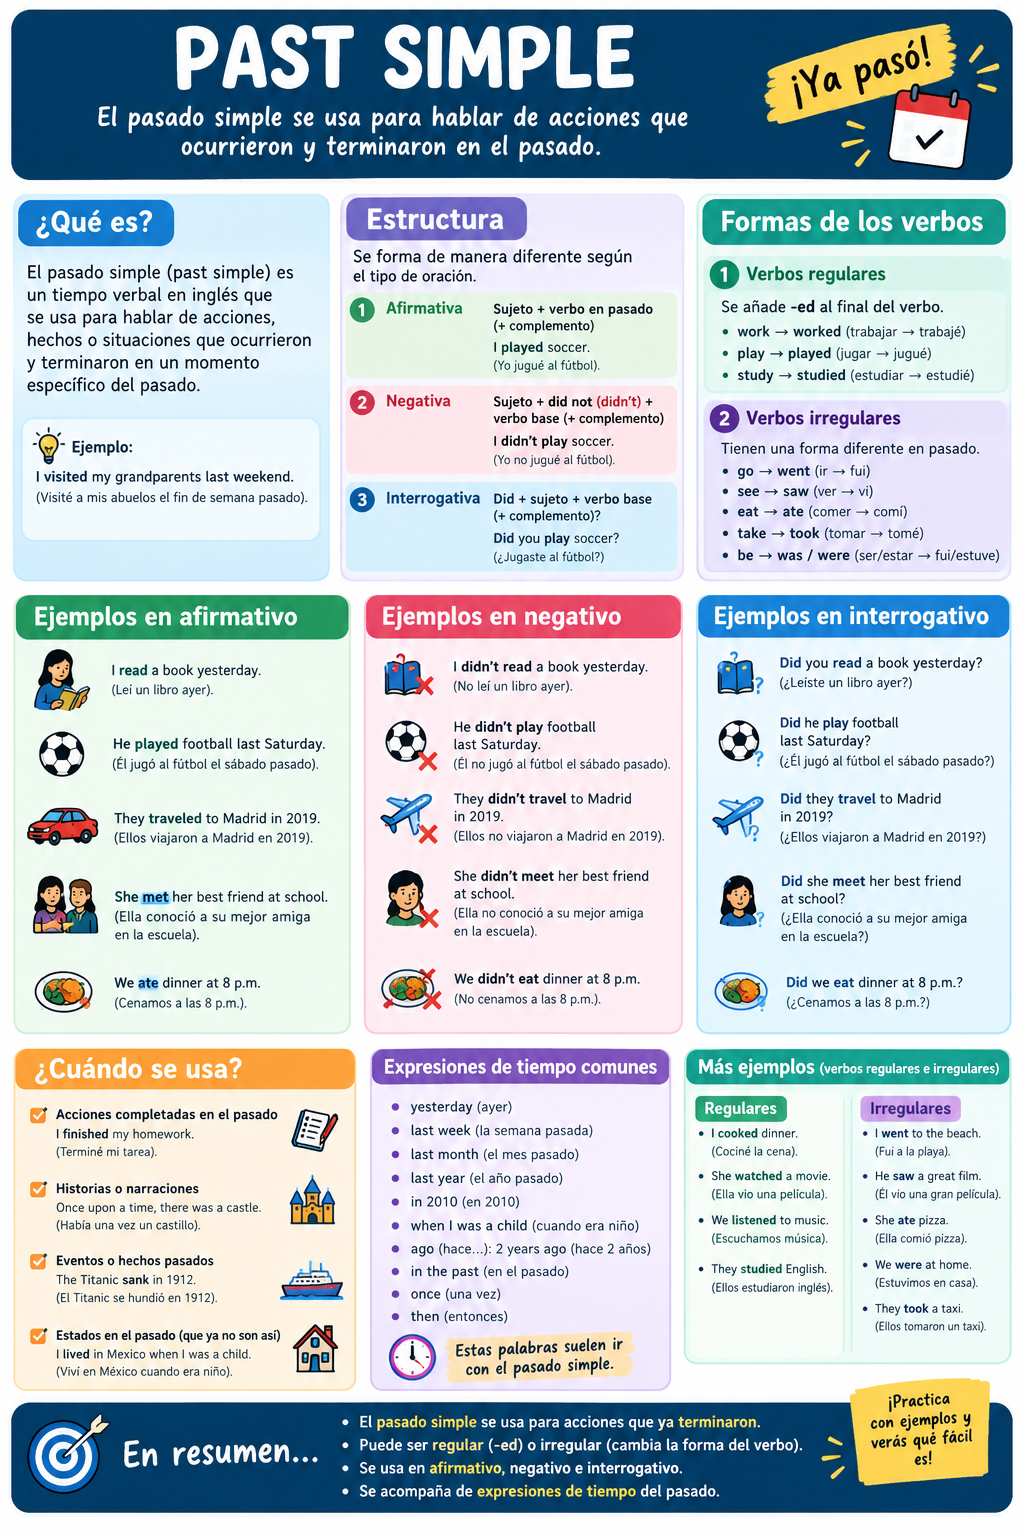 PAST SIMPLE
El pasado simple se usa para hablar de acciones que
ocurrieron y terminaron en el pasado.
¡Ya pasó!
¿Qué es?
El pasado simple (past simple) es
un tiempo verbal en inglés que
se usa para hablar de acciones,
hechos o situaciones que ocurrieron
y terminaron en un momento
específico del pasado.
Ejemplo:
I visited my grandparents last weekend.
(Visité a mis abuelos el fin de semana pasado).
Estructura
Se forma de manera diferente según
el tipo de oración.
1 Afirmativa
Sujeto + verbo en pasado
(+ complemento)
I played soccer.
(Yo jugué al fútbol).
2 Negativa
Sujeto + did not (didn't) +
verbo base (+ complemento)
I didn't play soccer.
(Yo no jugué al fútbol).
3 Interrogativa
Did + sujeto + verbo base
(+ complemento)?
Did you play soccer?
(¿Jugaste al fútbol?)
Formas de los verbos
1 Verbos regulares
Se añade -ed al final del verbo.
• work → worked (trabajar → trabajé)
• play → played (jugar → jugué)
• study → studied (estudiar → estudié)
2 Verbos irregulares
Tienen una forma diferente en pasado.
• go → went (ir → fui)
• see → saw (ver → vi)
• eat → ate (comer → comí)
• take → took (tomar → tomé)
• be → was / were (ser/estar → fui/estuve)
Ejemplos en afirmativo
I read a book yesterday.
(Leí un libro ayer).
He played football last Saturday.
(Él jugó al fútbol el sábado pasado).
They traveled to Madrid in 2019.
(Ellos viajaron a Madrid en 2019).
She met her best friend at school.
(Ella conoció a su mejor amiga
en la escuela).
We ate dinner at 8 p.m.
(Cenamos a las 8 p.m.).
Ejemplos en negativo
I didn't read a book yesterday.
(No leí un libro ayer).
He didn't play football
last Saturday.
(Él no jugó al fútbol el sábado pasado).
They didn't travel to Madrid
in 2019.
(Ellos no viajaron a Madrid en 2019).
She didn't meet her best friend
at school.
(Ella no conoció a su mejor amiga
en la escuela).
We didn't eat dinner at 8 p.m.
(No cenamos a las 8 p.m.).
Ejemplos en interrogativo
Did you read a book yesterday?
(¿Leíste un libro ayer?)
Did he play football
last Saturday?
(¿Él jugó al fútbol el sábado pasado?)
Did they travel to Madrid
in 2019?
(¿Ellos viajaron a Madrid en 2019?)
Did she meet her best friend
at school?
(¿Ella conoció a su mejor amiga
en la escuela?)
Did we eat dinner at 8 p.m.?
(¿Cenamos a las 8 p.m.?)
¿Cuándo se usa?
Acciones completadas en el pasado
I finished my homework.
(Terminé mi tarea).
Historias o narraciones
Once upon a time, there was a castle.
(Había una vez un castillo).
Eventos o hechos pasados
The Titanic sank in 1912.
(El Titanic se hundió en 1912).
Estados en el pasado (que ya no son así)
I lived in Mexico when I was a child.
(Viví en México cuando era niño).
Expresiones de tiempo comunes
• yesterday (ayer)
• last week (la semana pasada)
• last month (el mes pasado)
• last year (el año pasado)
• in 2010 (en 2010)
• when I was a child (cuando era niño)
• ago (hace...): 2 years ago (hace 2 años)
• in the past (en el pasado)
• once (una vez)
• then (entonces)
Estas palabras suelen ir
con el pasado simple.
Más ejemplos (verbos regulares e irregulares)
Regulares
• I cooked dinner.
(Cociné la cena).
• She watched a movie.
(Ella vio una película).
• We listened to music.
(Escuchamos música).
• They studied English.
(Ellos estudiaron inglés).
Irregulares
• I went to the beach.
(Fui a la playa).
• He saw a great film.
(Él vio una gran película).
• She ate pizza.
(Ella comió pizza).
• We were at home.
(Estuvimos en casa).
• They took a taxi.
(Ellos tomaron un taxi).
En resumen...
• El pasado simple se usa para acciones que ya terminaron.
• Puede ser regular (-ed) o irregular (cambia la forma del verbo).
• Se usa en afirmativo, negativo e interrogativo.
• Se acompaña de expresiones de tiempo del pasado.
¡Practica
con ejemplos y
verás qué fácil
es!